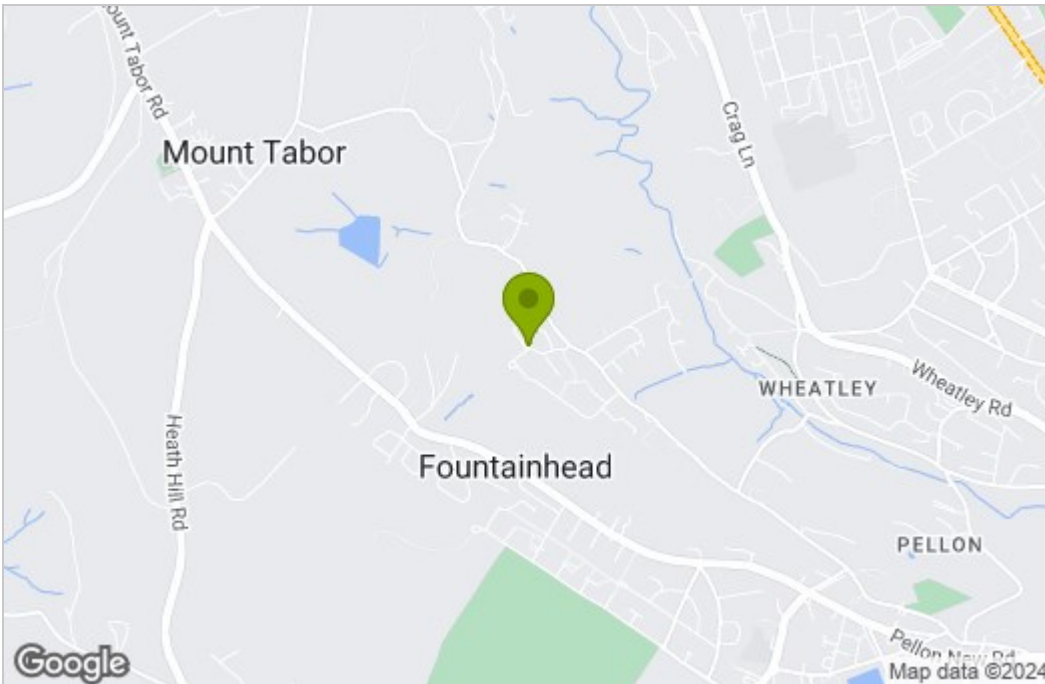 Mount Tabor Rd
Mount Tabor
Crag Ln
WHEATLEY
Wheatley Rd
Heath Hill Rd
Fountainhead
PELLON
Pellon New Rd
Google
Map data ©2024